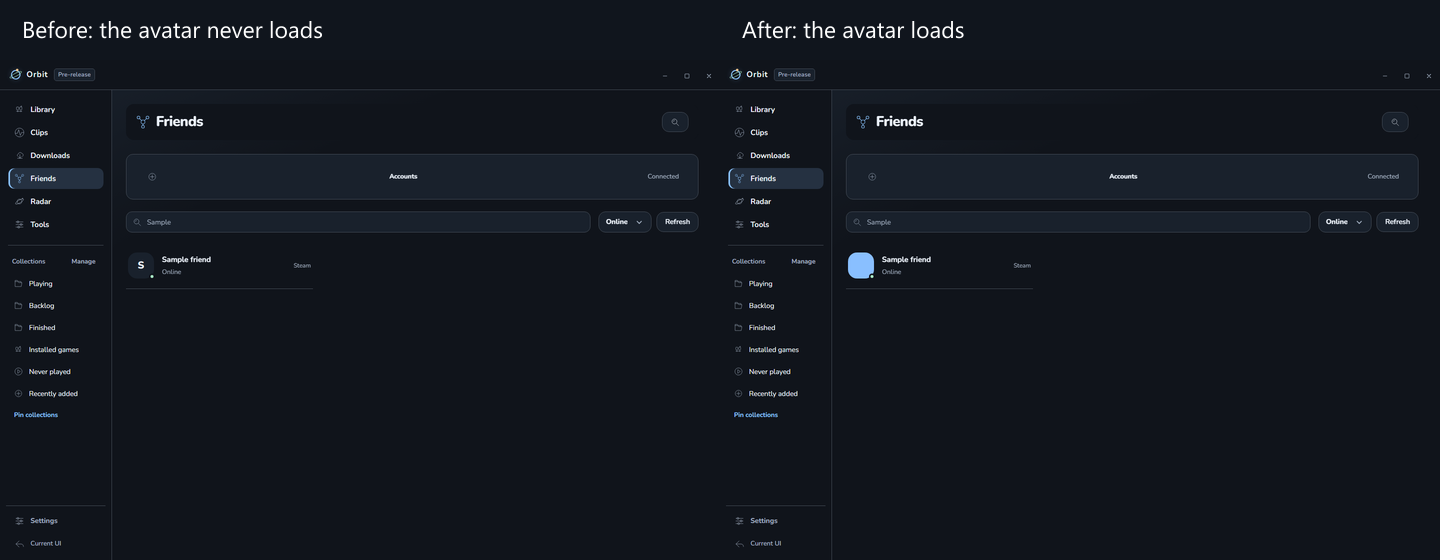 Before: the avatar never loads
Orbit Pre-release
Library
Clips
Downloads
Friends
Radar
Tools
Collections Manage
Playing
Backlog
Finished
Installed games
Never played
Recently added
Pin collections
Settings
Current UI
Friends
Accounts Connected
Sample Online Refresh
S Sample friend
Online
Steam
After: the avatar loads
Orbit Pre-release
Library
Clips
Downloads
Friends
Radar
Tools
Collections Manage
Playing
Backlog
Finished
Installed games
Never played
Recently added
Pin collections
Settings
Current UI
Friends
Accounts Connected
Sample Online Refresh
Sample friend
Online
Steam